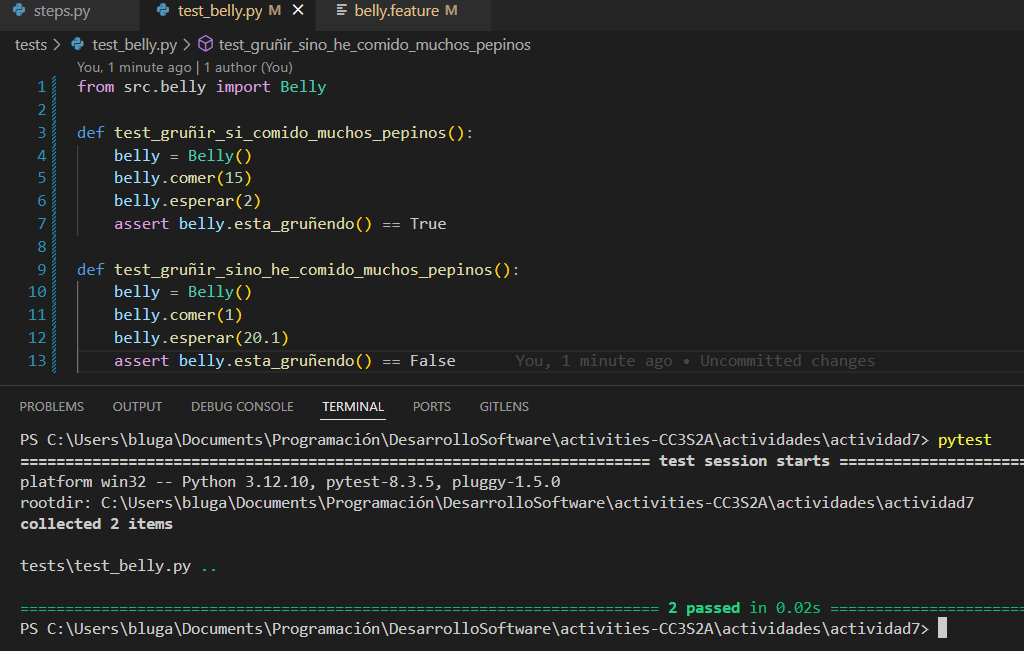 steps.py test_belly.py M belly.feature M
tests > test_belly.py > test_gruñir_sino_he_comido_muchos_pepinos
You, 1 minute ago | 1 author (You)
1 from src.belly import Belly
2
3 def test_gruñir_si_comido_muchos_pepinos():
4 belly = Belly()
5 belly.comer(15)
6 belly.esperar(2)
7 assert belly.esta_gruñendo() == True
8
9 def test_gruñir_sino_he_comido_muchos_pepinos():
10 belly = Belly()
11 belly.comer(1)
12 belly.esperar(20.1)
13 assert belly.esta_gruñendo() == False You, 1 minute ago • Uncommitted changes
PROBLEMS OUTPUT DEBUG CONSOLE TERMINAL PORTS GITLENS
PS C:\Users\bluga\Documents\Programación\DesarrolloSoftware\activities-CC3S2A\actividades\actividad7> pytest
======================================================================= test session starts =====================
platform win32 -- Python 3.12.10, pytest-8.3.5, pluggy-1.5.0
rootdir: C:\Users\bluga\Documents\Programación\DesarrolloSoftware\activities-CC3S2A\actividades\actividad7
collected 2 items
tests\test_belly.py ..
======================================================================== 2 passed in 0.02s ======================
PS C:\Users\bluga\Documents\Programación\DesarrolloSoftware\activities-CC3S2A\actividades\actividad7>